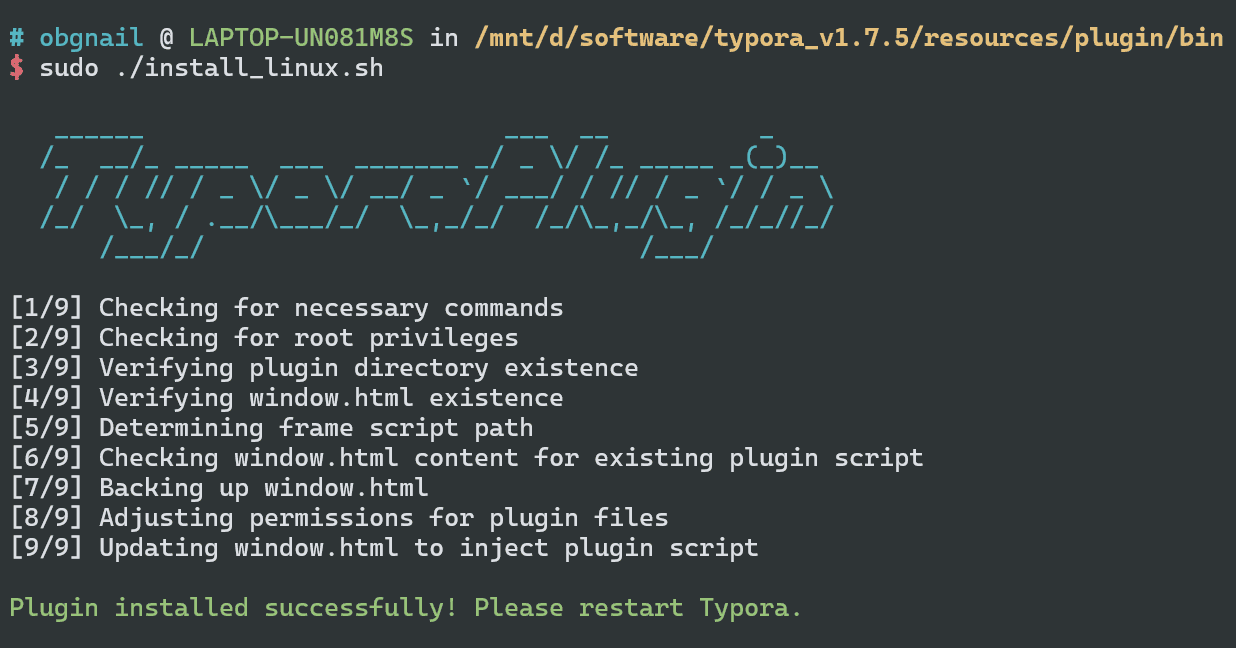 # obgnail @ LAPTOP-UN081M8S in /mnt/d/software/typora_v1.7.5/resources/plugin/bin
$ sudo ./install_linux.sh
TyporaPlugin
[1/9] Checking for necessary commands
[2/9] Checking for root privileges
[3/9] Verifying plugin directory existence
[4/9] Verifying window.html existence
[5/9] Determining frame script path
[6/9] Checking window.html content for existing plugin script
[7/9] Backing up window.html
[8/9] Adjusting permissions for plugin files
[9/9] Updating window.html to inject plugin script
Plugin installed successfully! Please restart Typora.